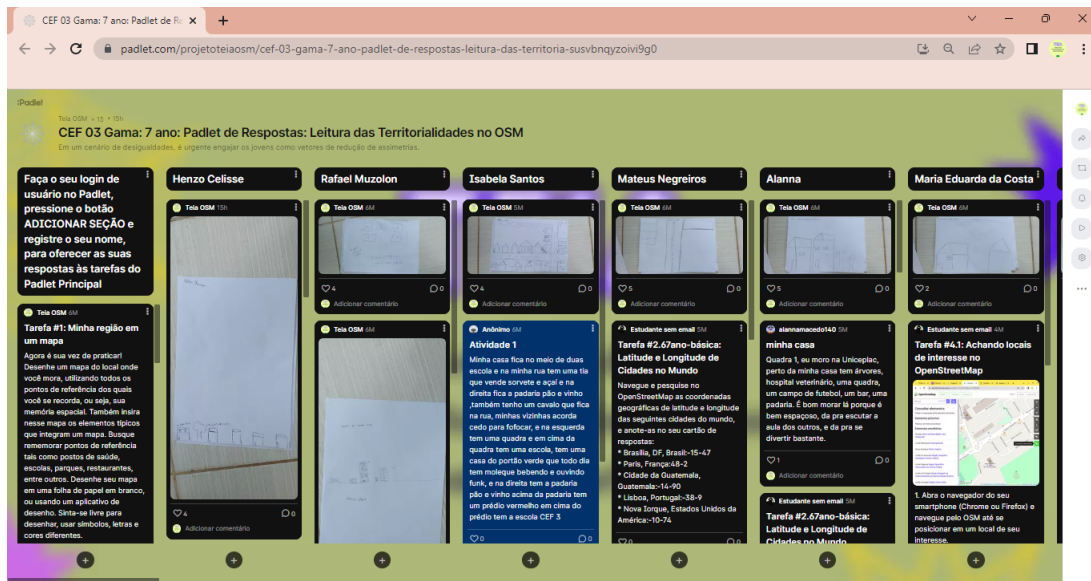 CEF 03 Gama: 7 ano: Padlet de Re
padlet.com/projetoteiaosm/cef-03-gama-7-ano-padlet-de-respostas-leitura-das-territoria-susvbnqyzoivi9g0
:Padlet
Teia OSM + 13 • 15h
CEF 03 Gama: 7 ano: Padlet de Respostas: Leitura das Territorialidades no OSM
Em um cenário de desigualdades, é urgente engajar os jovens como vetores de redução de assimetrias.
Faça o seu login de
usuário no Padlet,
pressione o botão
ADICIONAR SEÇÃO e
registre o seu nome,
para oferecer as suas
respostas às tarefas do
Padlet Principal
Teia OSM 6M
Tarefa #1: Minha região em
um mapa
Agora é sua vez de praticar!
Desenhe um mapa do local onde
você mora, utilizando todos os
pontos de referência dos quais
você se recorda, ou seja, sua
memória espacial. Também insira
nesse mapa os elementos típicos
que integram um mapa. Busque
rememorar pontos de referência
tais como postos de saúde,
escolas, parques, restaurantes,
entre outros. Desenhe seu mapa
em uma folha de papel em branco,
ou usando um aplicativo de
desenho. Sinta-se livre para
desenhar, usar símbolos, letras e
cores diferentes.
Henzo Celisse
Teia OSM 15h
4
0
Adicionar comentário
Rafael Muzolon
Teia OSM 6M
4
0
Adicionar comentário
Teia OSM 6M
Isabela Santos
Teia OSM 5M
4
0
Adicionar comentário
Anônimo 6M
Atividade 1
Minha casa fica no meio de duas
escola e na minha rua tem uma tia
que vende sorvete e açaí e na
direita fica a padaria pão e vinho
,também tenho um cavalo que fica
na rua, minhas vizinhas acorda
cedo para fofocar, e na esquerda
tem uma quadra e em cima da
quadra tem uma escola, tem uma
casa do portão verde que todo dia
tem moleque bebendo e ouvindo
funk, e na direita tem a padaria
pão e vinho acima da padaria tem
um prédio vermelho em cima do
prédio tem a escola CEF 3
0
0
Mateus Negreiros
Teia OSM 6M
5
0
Adicionar comentário
Estudante sem email 5M
Tarefa #2.67ano-básica:
Latitude e Longitude de
Cidades no Mundo
Navegue e pesquise no
OpenStreetMap as coordenadas
geográficas de latitude e longitude
das seguintes cidades do mundo,
e anote-as no seu cartão de
respostas:
* Brasília, DF, Brasil:-15-47
* Paris, França:48-2
* Cidade da Guatemala,
Guatemala:-14-90
* Lisboa, Portugal:-38-9
* Nova Iorque, Estados Unidos da
América:-10-74
0
0
Alanna
Teia OSM 6M
5
0
Adicionar comentário
alannamacedo140 5M
minha casa
Quadra 1, eu moro na Uniceplac,
perto da minha casa tem árvores,
hospital veterinário, uma quadra,
um campo de futebol, um bar, uma
padaria. É bom morar lá porque é
bem espaçoso, da pra escutar a
aula dos outros, e da pra se
divertir bastante.
1
0
Adicionar comentário
Estudante sem email 5M
Tarefa #2.67ano-básica:
Latitude e Longitude de
Cidades no Mundo
Maria Eduarda da Costa
Teia OSM 6M
2
0
Adicionar comentário
Estudante sem email 4M
Tarefa #4.1: Achando locais
de interesse no
OpenStreetMap
1. Abra o navegador do seu
smartphone (Chrome ou Firefox) e
navegue pelo OSM até se
posicionar em um local de seu
interesse.